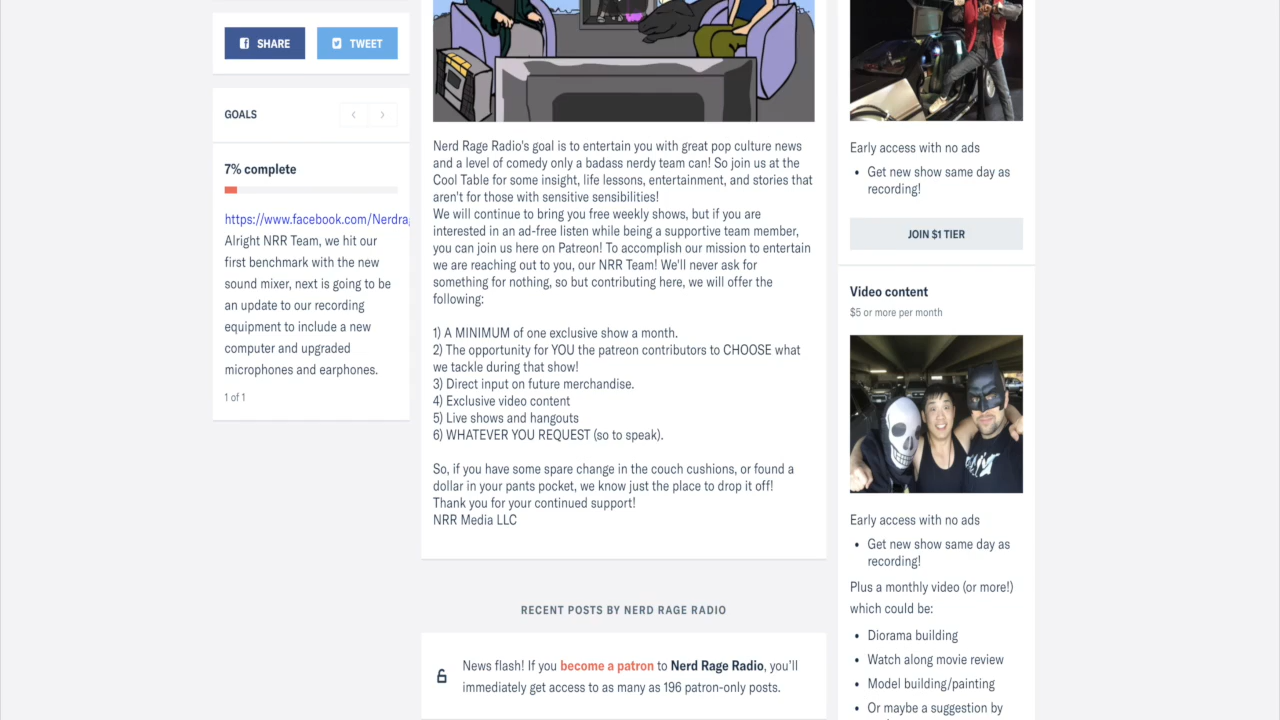 SHARE
TWEET
GOALS
7% complete
https://www.facebook.com/Nerdra
Alright NRR Team, we hit our
first benchmark with the new
sound mixer, next is going to be
an update to our recording
equipment to include a new
computer and upgraded
microphones and earphones.
1 of 1
Nerd Rage Radio's goal is to entertain you with great pop culture news
and a level of comedy only a badass nerdy team can! So join us at the
Cool Table for some insight, life lessons, entertainment, and stories that
aren't for those with sensitive sensibilities!
We will continue to bring you free weekly shows, but if you are
interested in an ad-free listen while being a supportive team member,
you can join us here on Patreon! To accomplish our mission to entertain
we are reaching out to you, our NRR Team! We'll never ask for
something for nothing, so but contributing here, we will offer the
following:
1) A MINIMUM of one exclusive show a month.
2) The opportunity for YOU the patreon contributors to CHOOSE what
we tackle during that show!
3) Direct input on future merchandise.
4) Exclusive video content
5) Live shows and hangouts
6) WHATEVER YOU REQUEST (so to speak).
So, if you have some spare change in the couch cushions, or found a
dollar in your pants pocket, we know just the place to drop it off!
Thank you for your continued support!
NRR Media LLC
RECENT POSTS BY NERD RAGE RADIO
News flash! If you become a patron to Nerd Rage Radio, you'll
immediately get access to as many as 196 patron-only posts.
Early access with no ads
• Get new show same day as
recording!
JOIN $1 TIER
Video content
$5 or more per month
Early access with no ads
• Get new show same day as
recording!
Plus a monthly video (or more!)
which could be:
• Diorama building
• Watch along movie review
• Model building/painting
• Or maybe a suggestion by